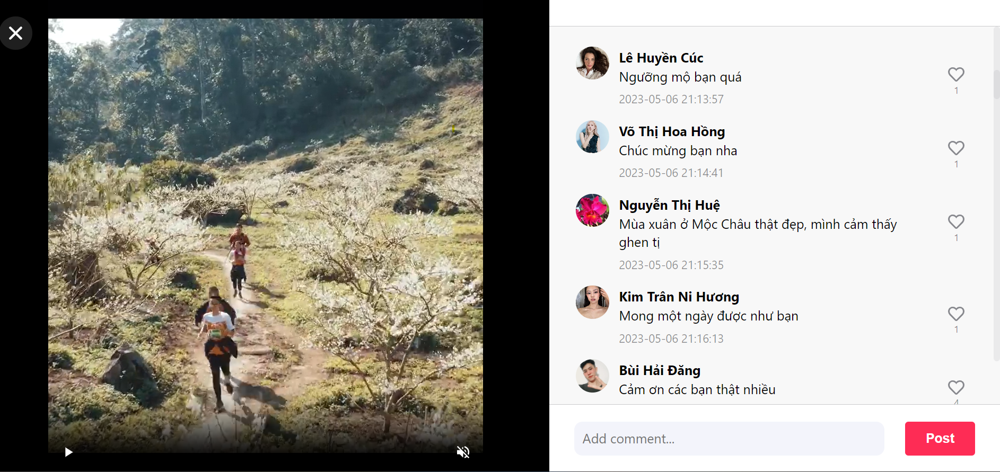 Lê Huyền Cúc
Ngưỡng mộ bạn quá
1
2023-05-06 21:13:57
Võ Thị Hoa Hồng
Chúc mừng bạn nha
1
2023-05-06 21:14:41
Nguyễn Thị Huệ
Mùa xuân ở Mộc Châu thật đẹp, mình cảm thấy
ghen tị
1
2023-05-06 21:15:35
Kim Trân Ni Hương
Mong một ngày được như bạn
1
2023-05-06 21:16:13
Bùi Hải Đăng
Cảm ơn các bạn thật nhiều
Add comment...
Post